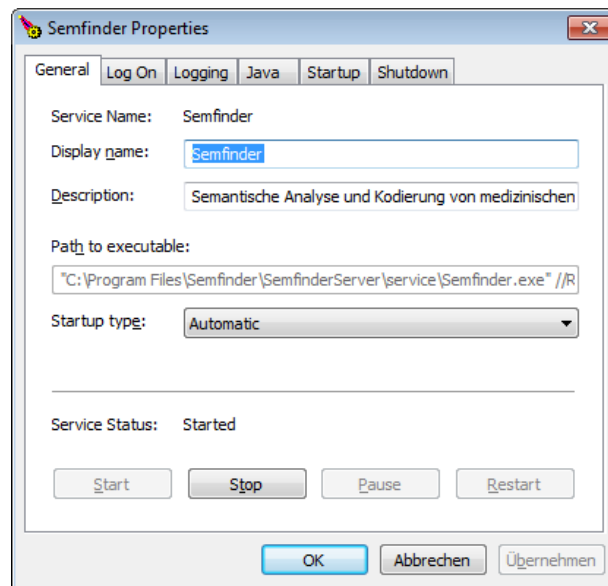 Semfinder Properties
General Log On Logging Java Startup Shutdown
Service Name: Semfinder
Display name: Semfinder
Description: Semantische Analyse und Kodierung von medizinischen
Path to executable:
"C:\Program Files\Semfinder\SemfinderServer\service\Semfinder.exe" //R
Startup type: Automatic
Service Status: Started
Start Stop Pause Restart
OK Abbrechen Übernehmen